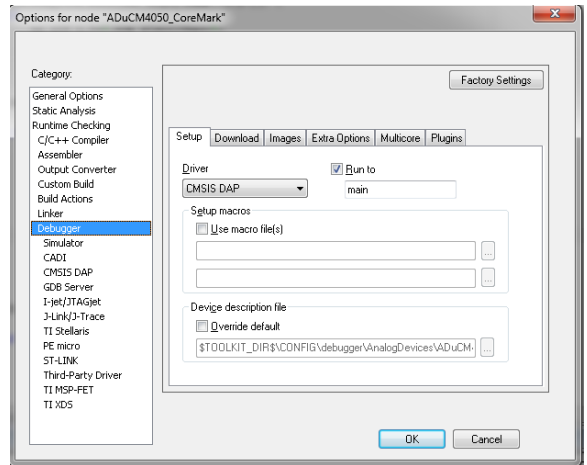 Options for node "ADuCM4050_CoreMark"
Category:
Factory Settings
General Options
Static Analysis
Runtime Checking
C/C++ Compiler
Assembler
Output Converter
Custom Build
Build Actions
Linker
Debugger
Simulator
CADI
CMSIS DAP
GDB Server
I-jet/JTAGjet
J-Link/J-Trace
TI Stellaris
PE micro
ST-LINK
Third-Party Driver
TI MSP-FET
TI XDS
Setup Download Images Extra Options Multicore Plugins
Driver
Run to
CMSIS DAP
main
Setup macros
Use macro file(s)
...
...
Device description file
Override default
$TOOLKIT_DIR$\CONFIG\debugger\AnalogDevices\ADuCM4
...
OK Cancel